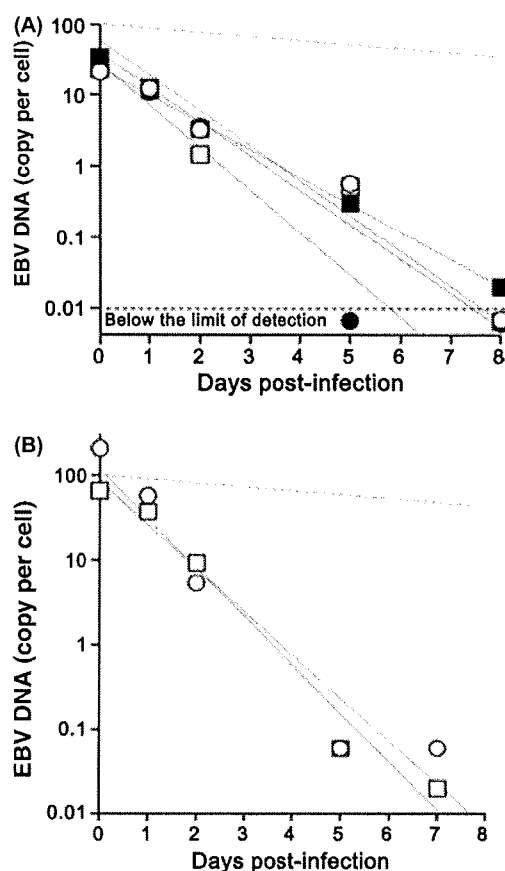 (A)
EBV DNA (copy per cell)
100
10
1
0.1
0.01
Below the limit of detection
0 1 2 3 4 5 6 7 8
Days post-infection
(B)
EBV DNA (copy per cell)
100
10
1
0.1
0.01
0 1 2 3 4 5 6 7 8
Days post-infection